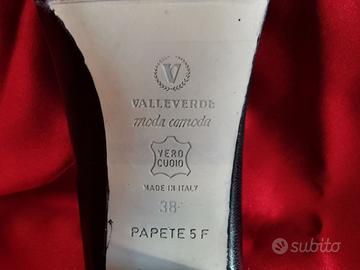 V
VALLEVERDE
moda comoda
VERO
CUOIO
MADE IN ITALY
38
PAPETE 5 F
subito